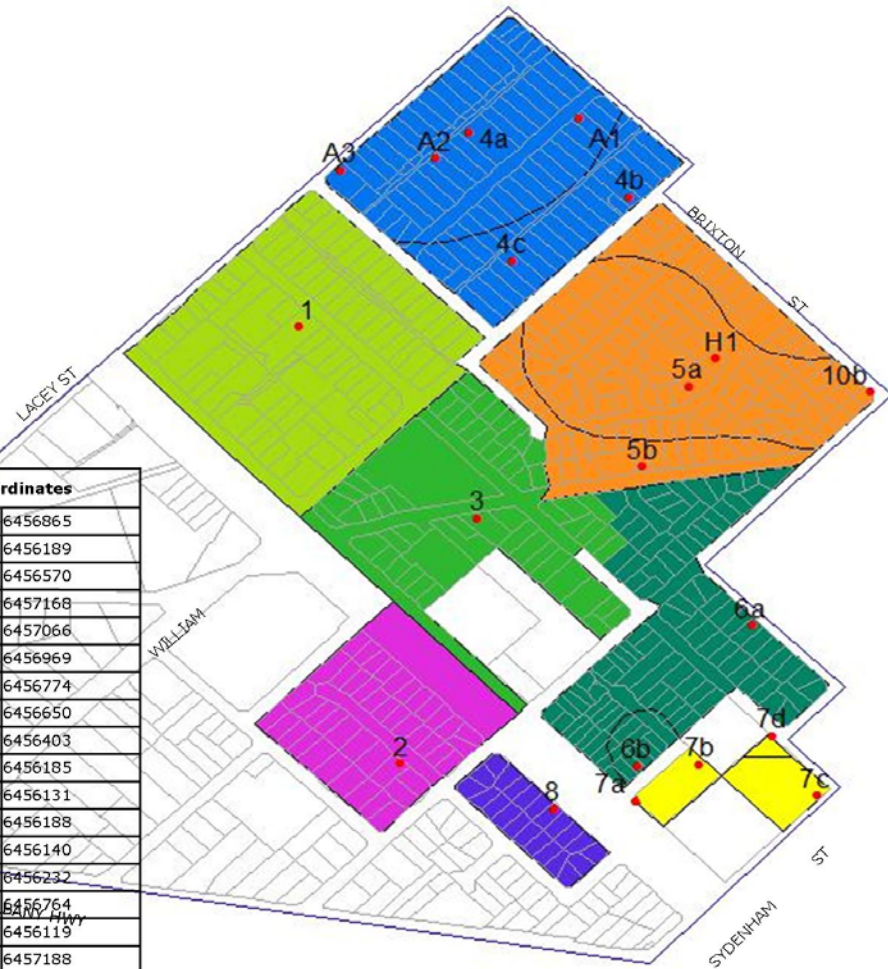 A3
A2
4a
A1
4b
4c
BRIXTON
ST
1
H1
5a
10b
LACEY ST
5b
rdinates
3
6456865
6456189
6456570
6457168
6457066
6456969
6456774
6456650
6456403
6456185
6456131
6456188
6456140
6456232
6456764
6456119
6457188
WILLIAM
6a
7d
2
6b
7b
7a
7c
8
ST
BANY HWY
SYDENHAM